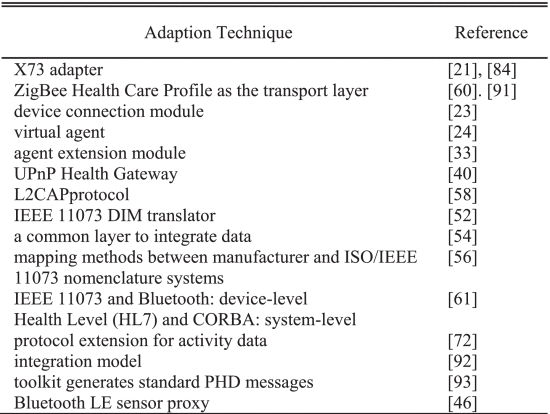 Adaption Technique Reference
X73 adapter [21], [84]
ZigBee Health Care Profile as the transport layer [60]. [91]
device connection module [23]
virtual agent [24]
agent extension module [33]
UPnP Health Gateway [40]
L2CAPprotocol [58]
IEEE 11073 DIM translator [52]
a common layer to integrate data [54]
mapping methods between manufacturer and ISO/IEEE [56]
11073 nomenclature systems
IEEE 11073 and Bluetooth: device-level [61]
Health Level (HL7) and CORBA: system-level
protocol extension for activity data [72]
integration model [92]
toolkit generates standard PHD messages [93]
Bluetooth LE sensor proxy [46]